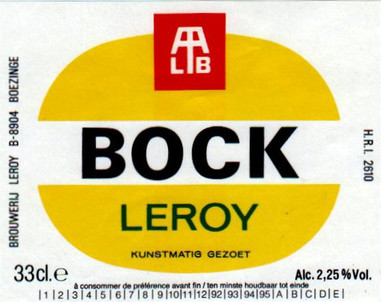 ALTB
BOCK
LEROY
KUNSTMATIG GEZOET
BROUWERIJ LEROY B-8904 BOEZINGE
H.R.I. 2610
33cl.e
Alc. 2,25 % Vol.
à consommer de préférence avant fin / ten minste houdbaar tot einde
|1|2|3|4|5|6|7|8|9|10|11|12|92|93|94|95|A|B|C|D|E|